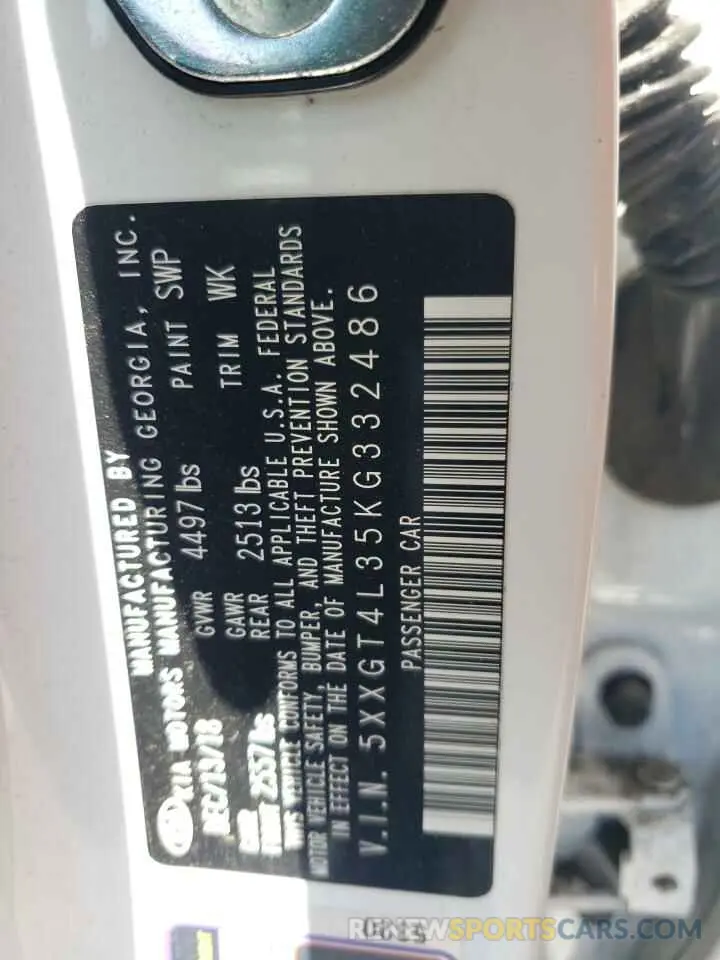 MANUFACTURED BY
KIA MOTORS MANUFACTURING GEORGIA, INC.
DEC/13/18 GVWR 4497 lbs PAINT SWP
GAWR FRONT 2557 lbs GAWR REAR 2513 lbs TRIM WK
THIS VEHICLE CONFORMS TO ALL APPLICABLE U.S.A. FEDERAL
MOTOR VEHICLE SAFETY, BUMPER, AND THEFT PREVENTION STANDARDS
IN EFFECT ON THE DATE OF MANUFACTURE SHOWN ABOVE.
V.I.N. 5XXGT4L35KG332486
PASSENGER CAR
RENEWSPORTSCARS.COM